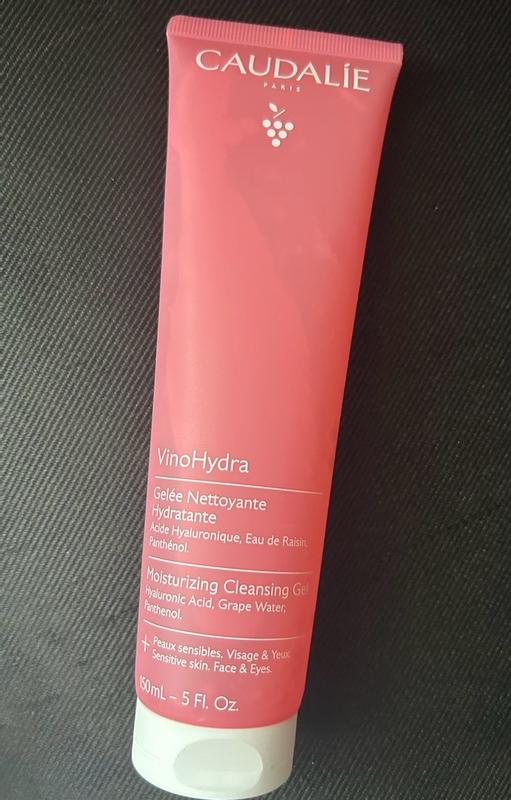 CAUDALÍE
PARIS
VinoHydra
Gelée Nettoyante
Hydratante
Acide Hyaluronique, Eau de Raisin,
Panthénol.
Moisturizing Cleansing Gel
Hyaluronic Acid, Grape Water,
Panthenol.
+ Peaux sensibles. Visage & Yeux.
Sensitive skin. Face & Eyes.
150mL – 5 Fl. Oz.